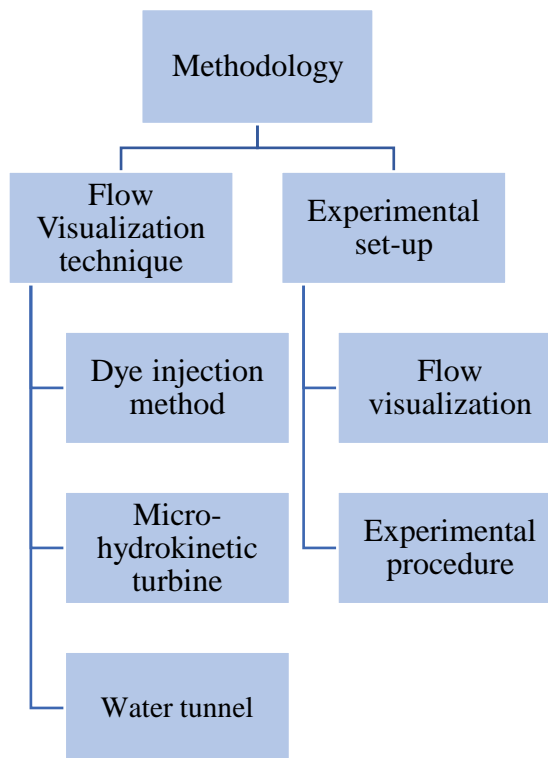 Methodology
Flow
Visualization
technique
Experimental
set-up
Dye injection
method
Flow
visualization
Micro-
hydrokinetic
turbine
Experimental
procedure
Water tunnel